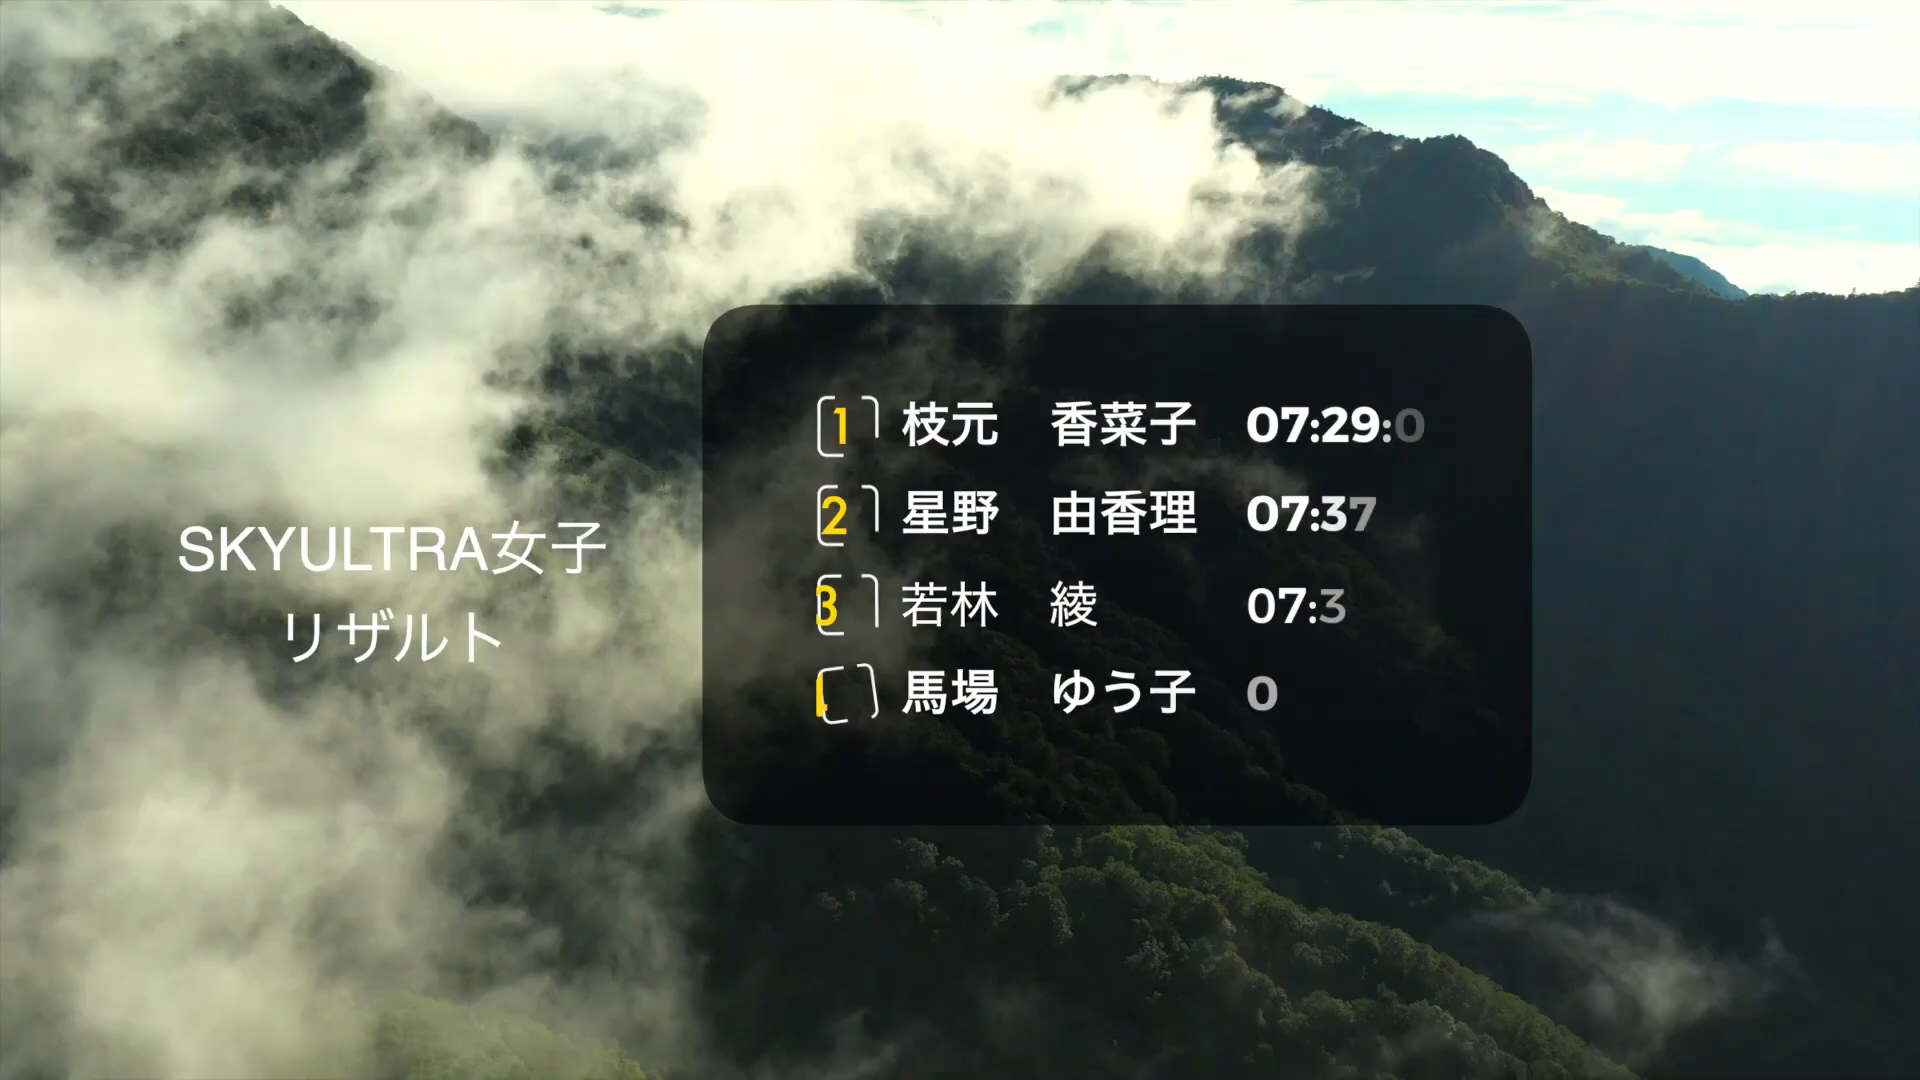 SKYULTRA女子
リザルト
1 枝元 香菜子 07:29:0
2 星野 由香理 07:37
3 若林 綾 07:3
馬場 ゆう子 0